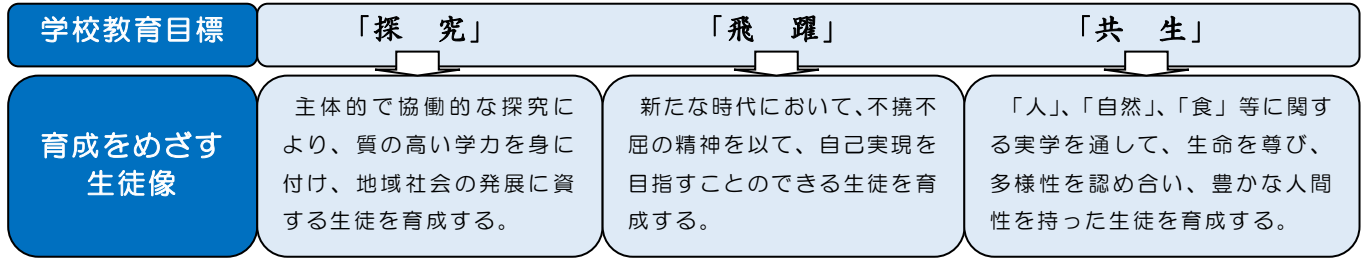 学校教育目標
「探　究」
「飛　躍」
「共　生」
育成をめざす
生徒像
主体的で協働的な探究に
より、質の高い学力を身に
付け、地域社会の発展に資
する生徒を育成する。
新たな時代において、不撓不
屈の精神を以て、自己実現を
目指すことのできる生徒を育
成する。
「人」、「自然」、「食」等に関す
る実学を通して、生命を尊び、
多様性を認め合い、豊かな人間
性を持った生徒を育成する。